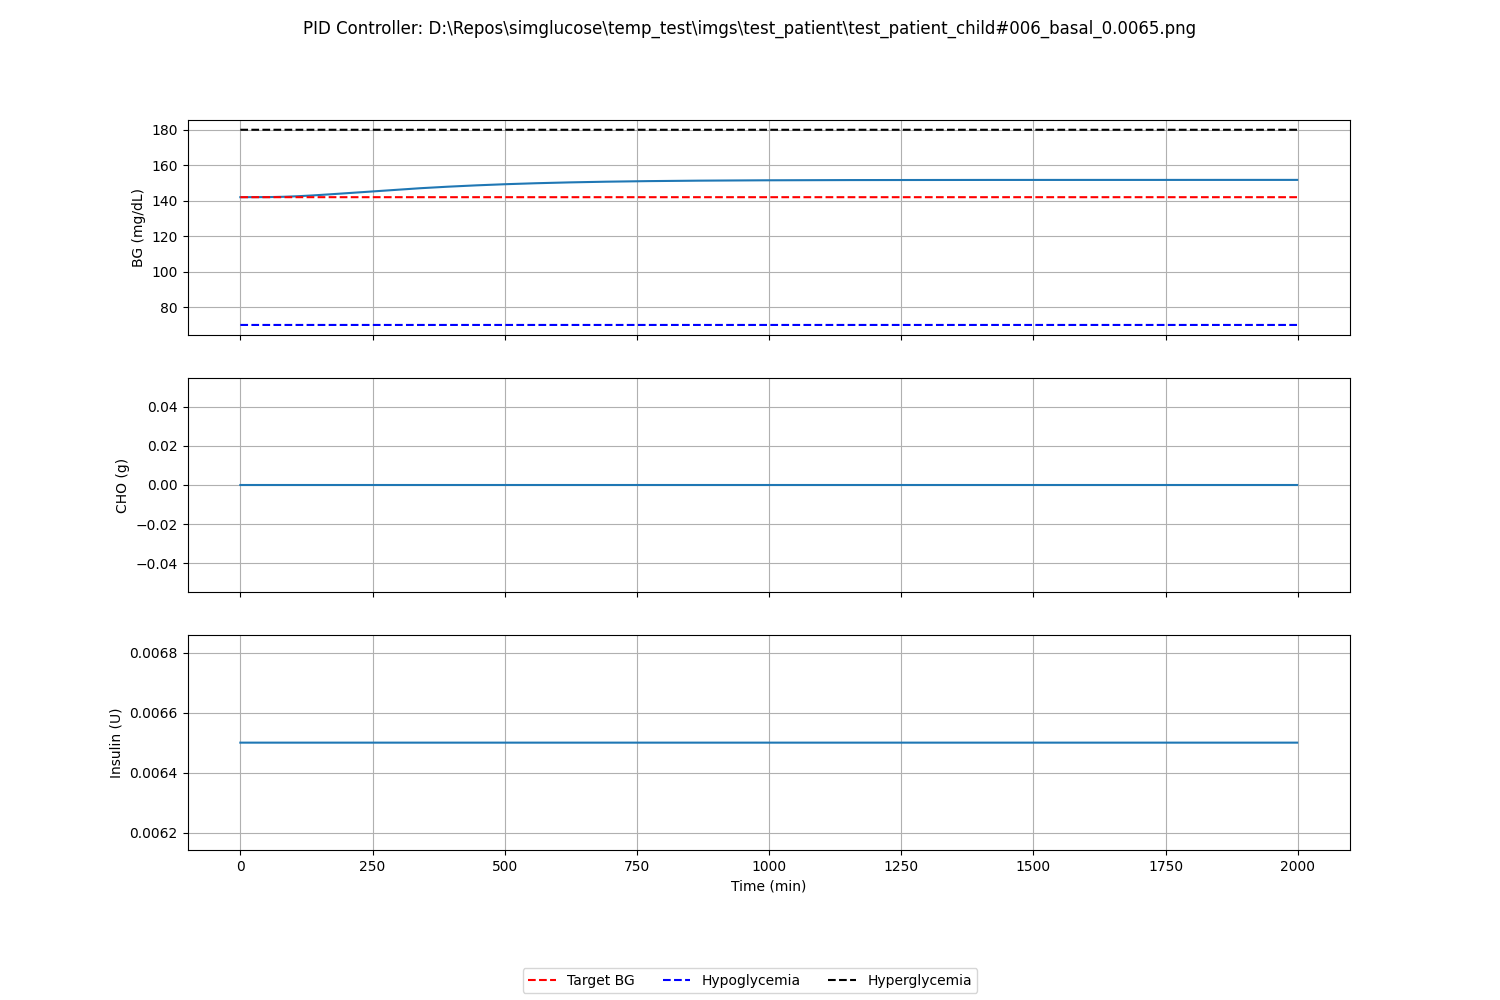 PID Controller: D:\Repos\simglucose\temp_test\imgs\test_patient\test_patient_child#006_basal_0.0065.png
180
160
140
120
100
80
BG (mg/dL)
0.04
0.02
0.00
−0.02
−0.04
CHO (g)
0.0068
0.0066
0.0064
0.0062
Insulin (U)
0 250 500 750 1000 1250 1500 1750 2000
Time (min)
Target BG Hypoglycemia Hyperglycemia